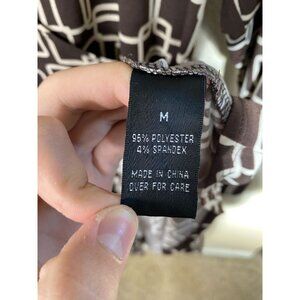 M
96% POLYESTER
4% SPANDEX
MADE IN CHINA
OVER FOR CARE